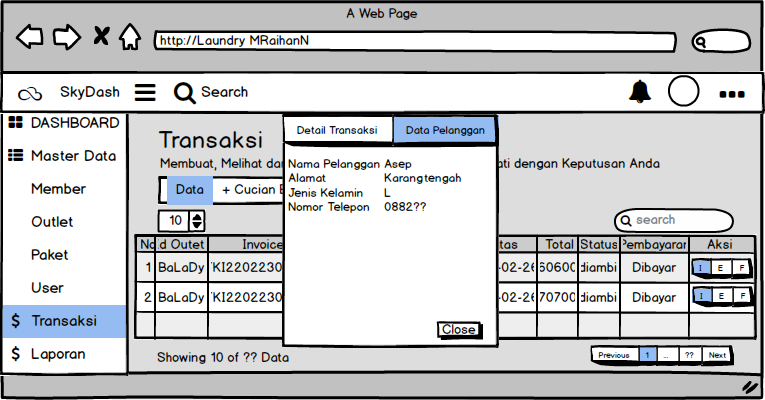 A Web Page
http://Laundry MRaihanN
SkyDash
Search
DASHBOARD
Master Data
Member
Outlet
Paket
User
$ Transaksi
$ Laporan
Transaksi
Membuat, Melihat da
ati dengan Keputusan Anda
Data
+ Cucian B
10
search
Detail Transaksi
Data Pelanggan
Nama Pelanggan Asep
Alamat Karangtengah
Jenis Kelamin L
Nomor Telepon 0882??
Close
No d Outet Invoice tas Total Status Pembayaran Aksi
1 BaLaDy KI2202230 -02-26 60600 diambi Dibayar I E F
2 BaLaDy KI2202230 -02-26 70700 diambi Dibayar I E F
Showing 10 of ?? Data
Previous 1 .. ?? Next